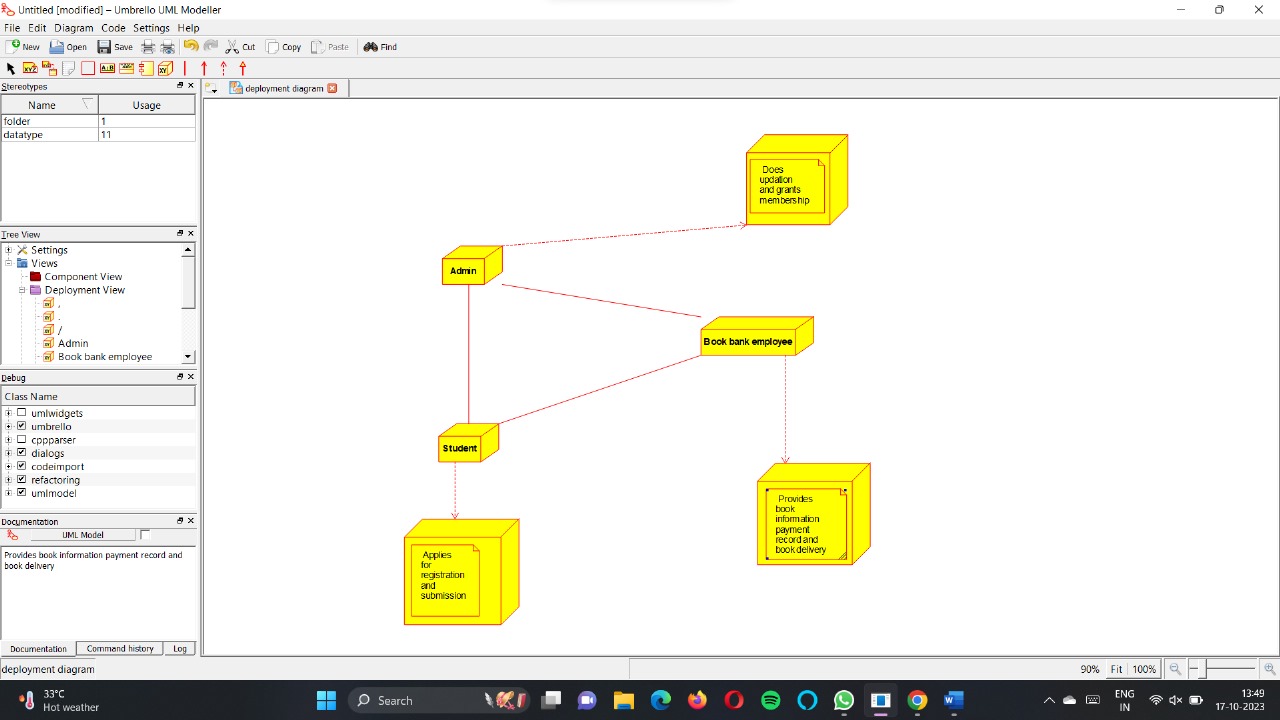 Untitled [modified] – Umbrello UML Modeller
File Edit Diagram Code Settings Help
New Open Save Cut Copy Paste Find
Stereotypes
Name Usage
folder 1
datatype 11
Tree View
Settings
Views
Component View
Deployment View
,
.
/
Admin
Book bank employee
Debug
Class Name
umlwidgets
umbrello
cppparser
dialogs
codeimport
refactoring
umlmodel
Documentation
UML Model
Provides book information payment record and
book delivery
Documentation Command history Log
deployment diagram
deployment diagram
Does
updation
and grants
membership
Admin
Book bank employee
Student
Provides
book
information
payment
record and
book delivery
Applies
for
registration
and
submission
90% Fit 100%
33°C
Hot weather
Search
ENG
IN
13:49
17-10-2023